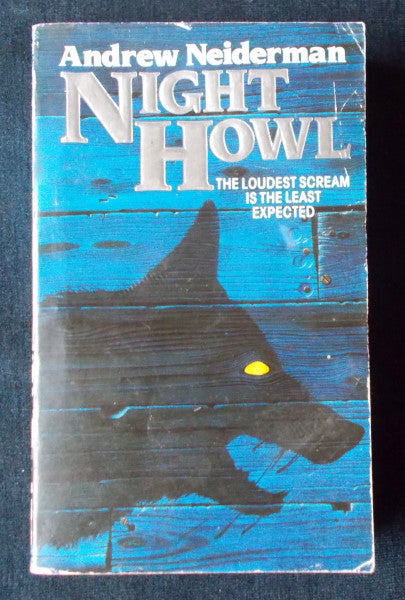 Andrew Neiderman
NIGHT
HOWL
THE LOUDEST SCREAM
IS THE LEAST
EXPECTED